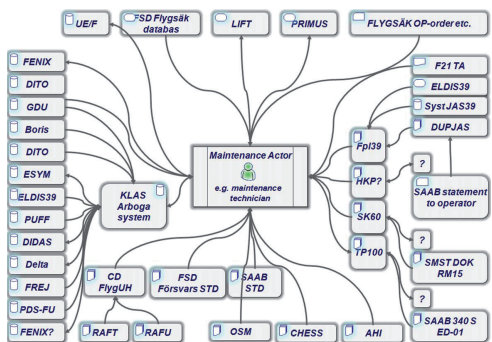 UE/F
FSD Flygsäk
databas
LIFT
PRIMUS
FLYGSÄK OP-order etc.
FENIX
DITO
GDU
Boris
DITO
ESYM
ELDIS39
PUFF
DIDAS
Delta
FREJ
PDS-FU
FENIX?
KLAS
Arboga
system
Maintenance Actor
e.g. maintenance
technician
Fpl39
HKP?
SK60
TP100
F21 TA
ELDIS39
Syst JAS39
DUPJAS
?
SAAB statement
to operator
?
SMST DOK
RM15
?
SAAB 340 S
ED-01
CD
FlygUH
FSD
Försvars STD
SAAB
STD
RAFT
RAFU
OSM
CHESS
AHI